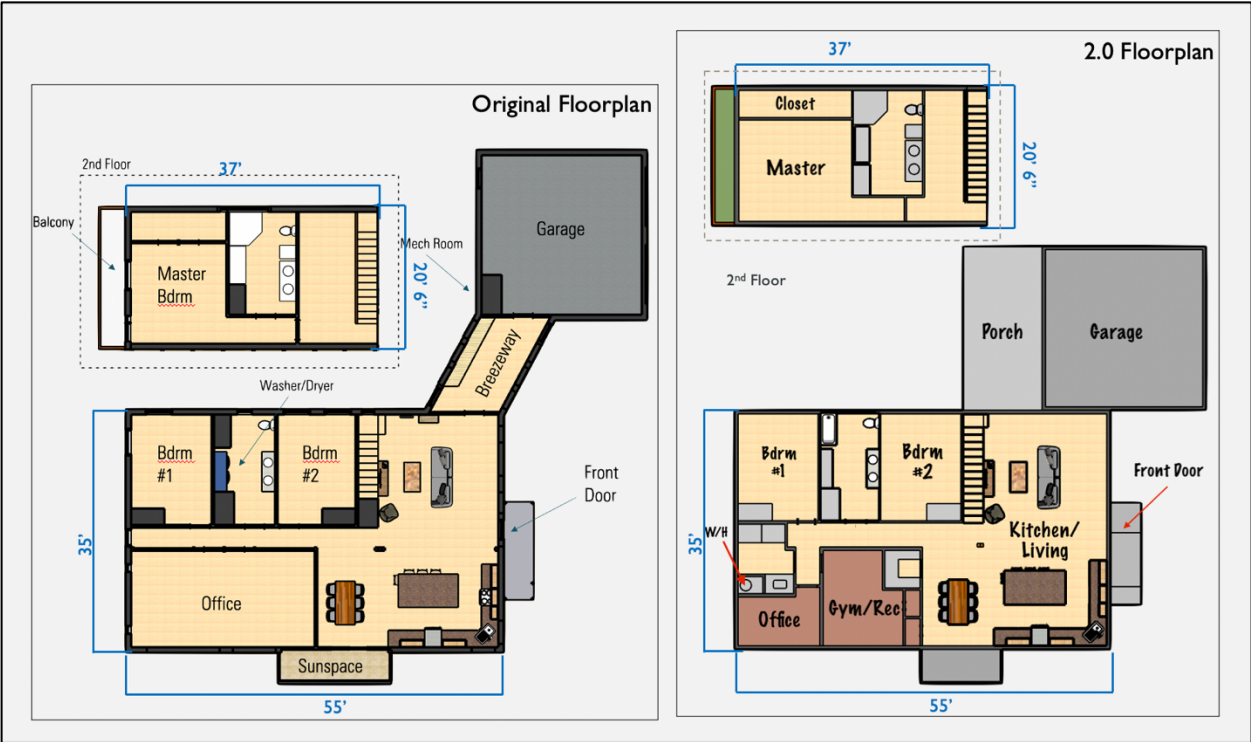 Original Floorplan
2nd Floor
37’
Balcony
Master
Bdrm
20’ 6”
Mech Room
Garage
Breezeway
Washer/Dryer
Bdrm
#1
Bdrm
#2
Front
Door
35’
Office
Sunspace
55’
2.0 Floorplan
37’
Closet
Master
20’ 6”
2nd Floor
Porch
Garage
Bdrm
#1
Bdrm
#2
Front Door
W/H
Kitchen/
Living
35’
Office
Gym/Rec
55’